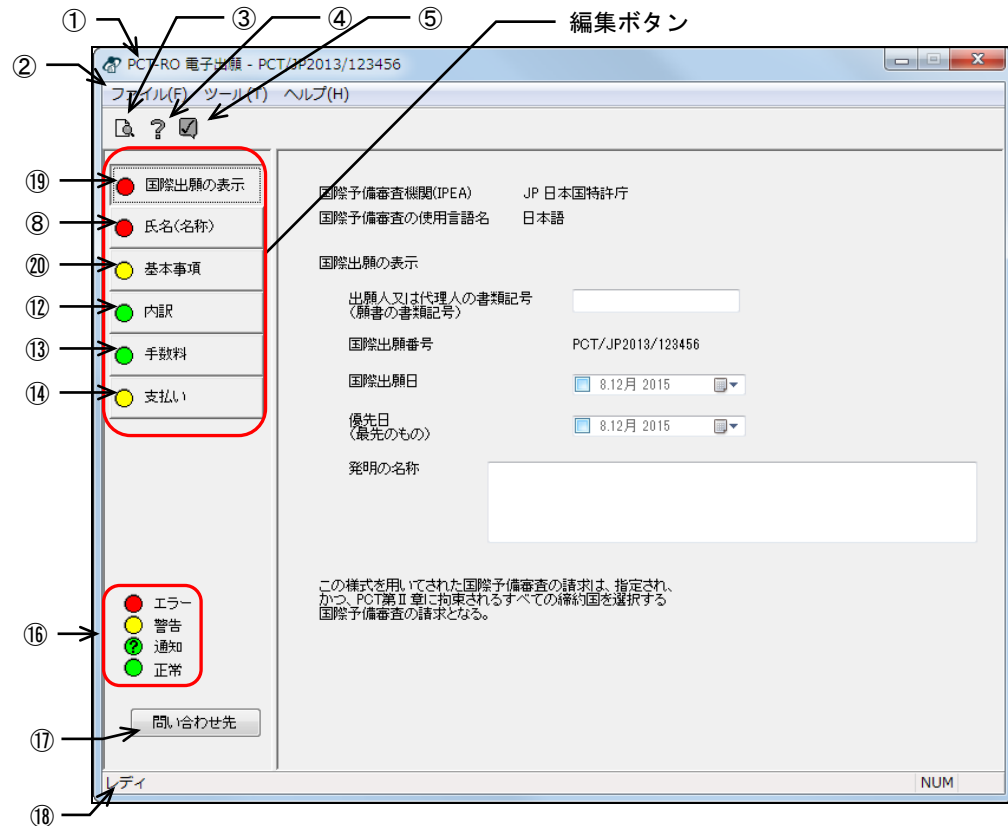 ① ③ ④ ⑤ 編集ボタン
② PCT-RO 電子出願 - PCT/JP2013/123456
ファイル(F) ツール(T) ヘルプ(H)
⑲ 国際出願の表示
⑧ 氏名(名称)
⑳ 基本事項
⑫ 内訳
⑬ 手数料
⑭ 支払い
国際予備審査機関(IPEA) JP 日本国特許庁
国際予備審査の使用言語名 日本語
国際出願の表示
出願人又は代理人の書類記号
(願書の書類記号)
国際出願番号 PCT/JP2013/123456
国際出願日 8.12月 2015
優先日 8.12月 2015
(最先のもの)
発明の名称
この様式を用いてされた国際予備審査の請求は、指定され、
かつ、PCT第Ⅱ章に拘束されるすべての締約国を選択する
国際予備審査の請求となる。
エラー
警告
⑯ ? 通知
正常
⑰ 問い合わせ先
レディ NUM
⑱